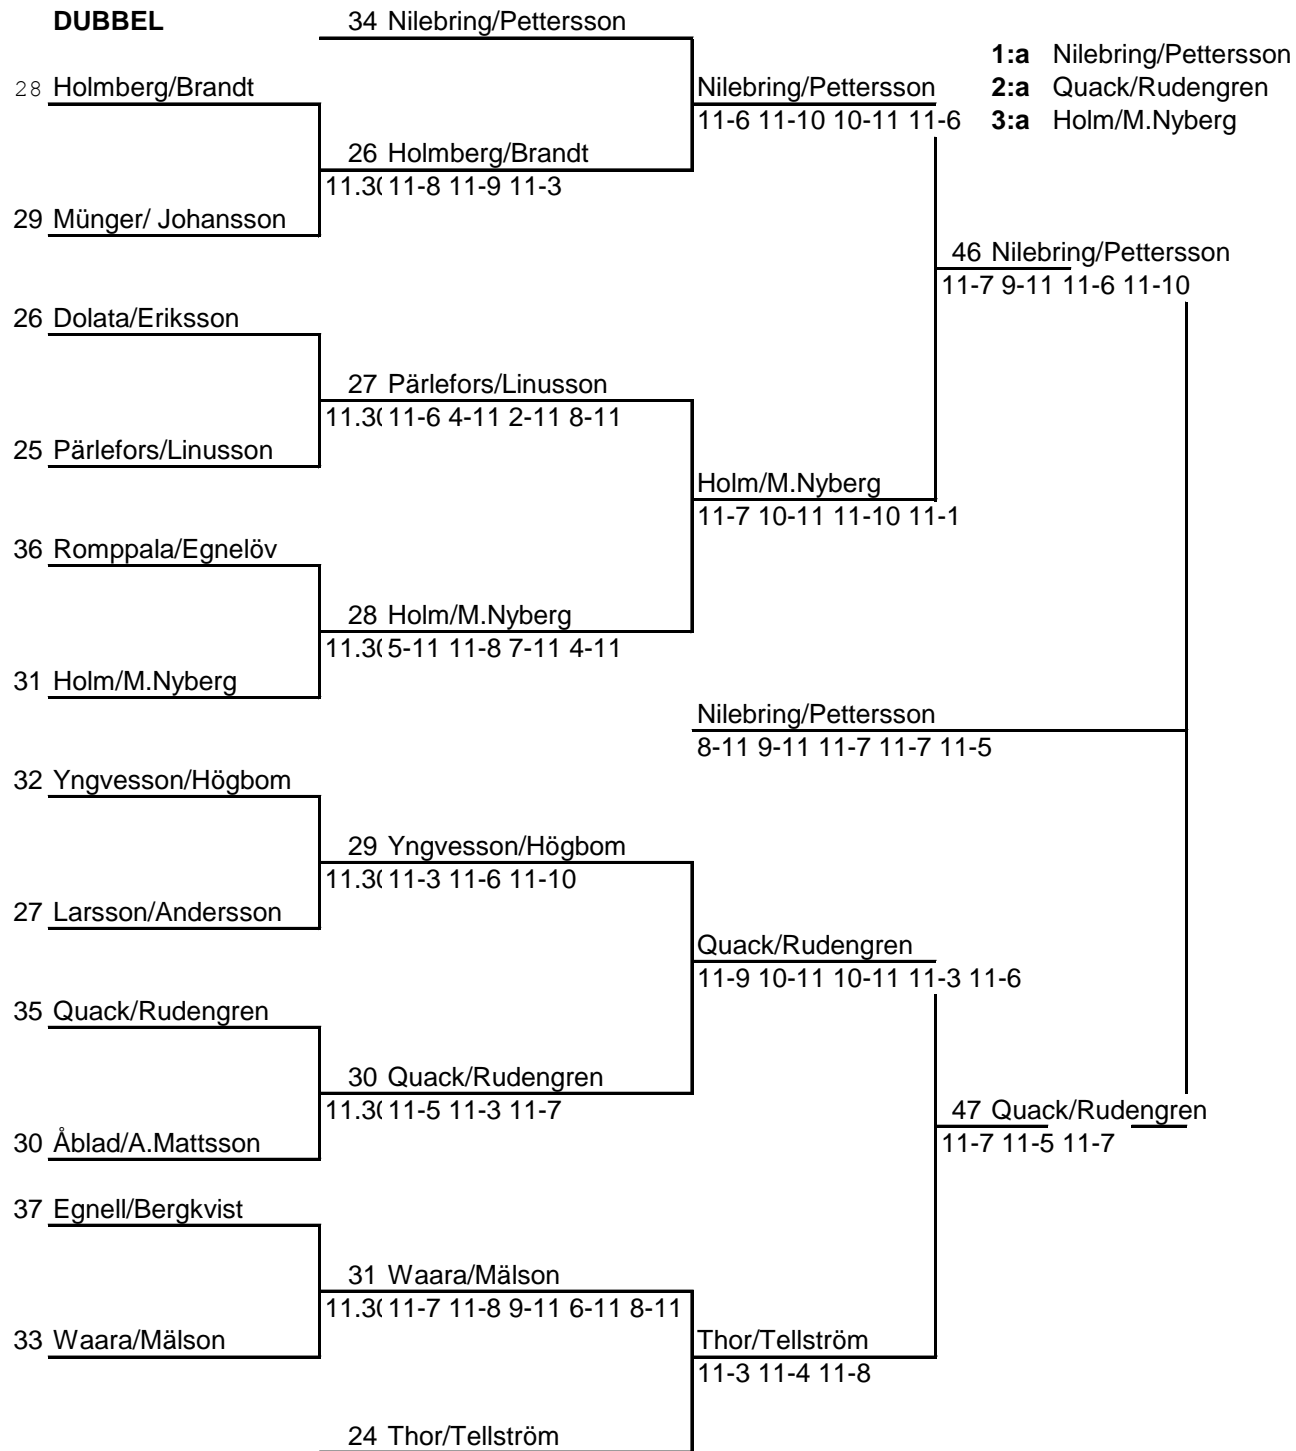 DUBBEL
34 Nilebring/Pettersson
1:a Nilebring/Pettersson
28 Holmberg/Brandt
Nilebring/Pettersson
2:a Quack/Rudengren
11-6 11-10 10-11 11-6
3:a Holm/M.Nyberg
26 Holmberg/Brandt
11.30 11-8 11-9 11-3
29 Münger/ Johansson
46 Nilebring/Pettersson
11-7 9-11 11-6 11-10
26 Dolata/Eriksson
27 Pärlefors/Linusson
11.30 11-6 4-11 2-11 8-11
25 Pärlefors/Linusson
Holm/M.Nyberg
11-7 10-11 11-10 11-1
36 Romppala/Egnelöv
28 Holm/M.Nyberg
11.30 5-11 11-8 7-11 4-11
31 Holm/M.Nyberg
Nilebring/Pettersson
8-11 9-11 11-7 11-7 11-5
32 Yngvesson/Högbom
29 Yngvesson/Högbom
11.30 11-3 11-6 11-10
27 Larsson/Andersson
Quack/Rudengren
11-9 10-11 10-11 11-3 11-6
35 Quack/Rudengren
30 Quack/Rudengren
11.30 11-5 11-3 11-7
47 Quack/Rudengren
11-7 11-5 11-7
30 Åblad/A.Mattsson
37 Egnell/Bergkvist
31 Waara/Mälson
11.30 11-7 11-8 9-11 6-11 8-11
33 Waara/Mälson
Thor/Tellström
11-3 11-4 11-8
24 Thor/Tellström